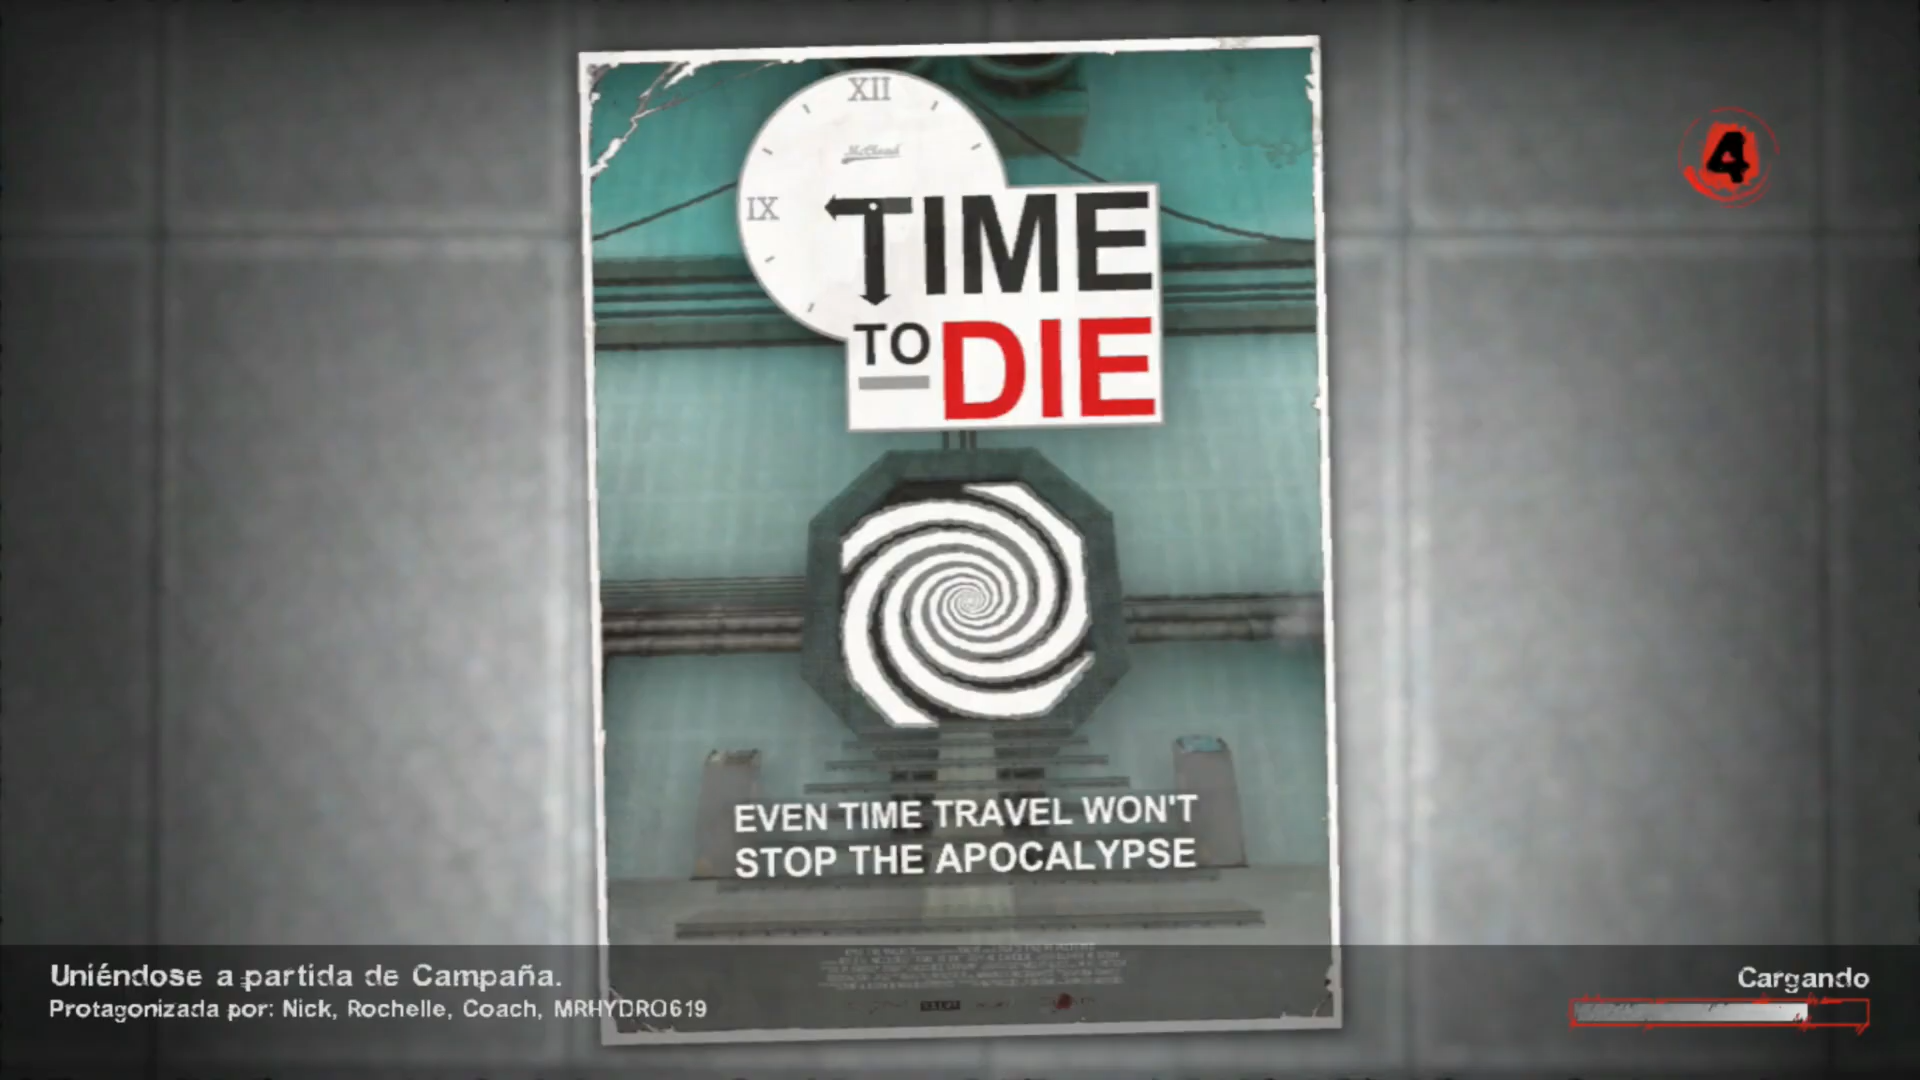 XII
IX
McCloud
TIME
TO DIE
EVEN TIME TRAVEL WON'T
STOP THE APOCALYPSE
4
Uniéndose a partida de Campaña.
Protagonizada por: Nick, Rochelle, Coach, MRHYDRO619
Cargando